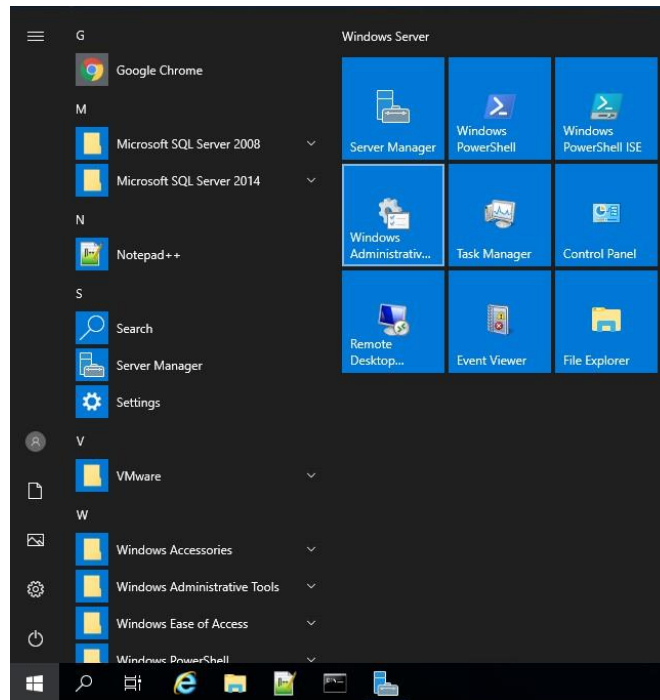 G
Google Chrome
M
Microsoft SQL Server 2008
Microsoft SQL Server 2014
N
Notepad++
S
Search
Server Manager
Settings
V
VMware
W
Windows Accessories
Windows Administrative Tools
Windows Ease of Access
Windows PowerShell
Windows Server
Server Manager
Windows
PowerShell
Windows
PowerShell ISE
Windows
Administrativ...
Task Manager
Control Panel
Remote
Desktop...
Event Viewer
File Explorer